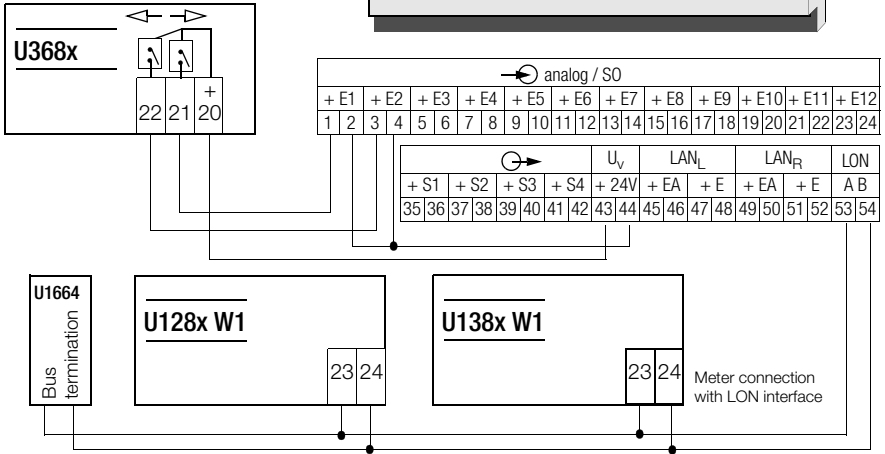 U368x
+
22 21 20
analog / SO
+ E1 + E2 + E3 + E4 + E5 + E6 + E7 + E8 + E9 + E10 + E11 + E12
1 2 3 4 5 6 7 8 9 10 11 12 13 14 15 16 17 18 19 20 21 22 23 24
Uv LANL LANR LON
+ S1 + S2 + S3 + S4 + 24V + EA + E + EA + E A B
35 36 37 38 39 40 41 42 43 44 45 46 47 48 49 50 51 52 53 54
U1664
Bus
termination
U128x W1
23 24
U138x W1
23 24
Meter connection
with LON interface